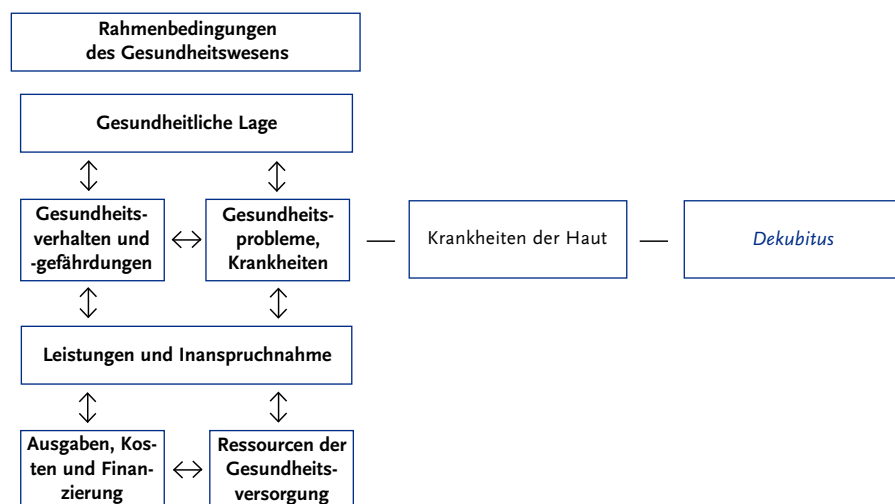 Rahmenbedingungen
des Gesundheitswesens
Gesundheitliche Lage
Gesundheits-
verhalten und
-gefährdungen
Gesundheits-
probleme,
Krankheiten
Krankheiten der Haut
Dekubitus
Leistungen und Inanspruchnahme
Ausgaben, Kos-
ten und Finan-
zierung
Ressourcen der
Gesundheits-
versorgung